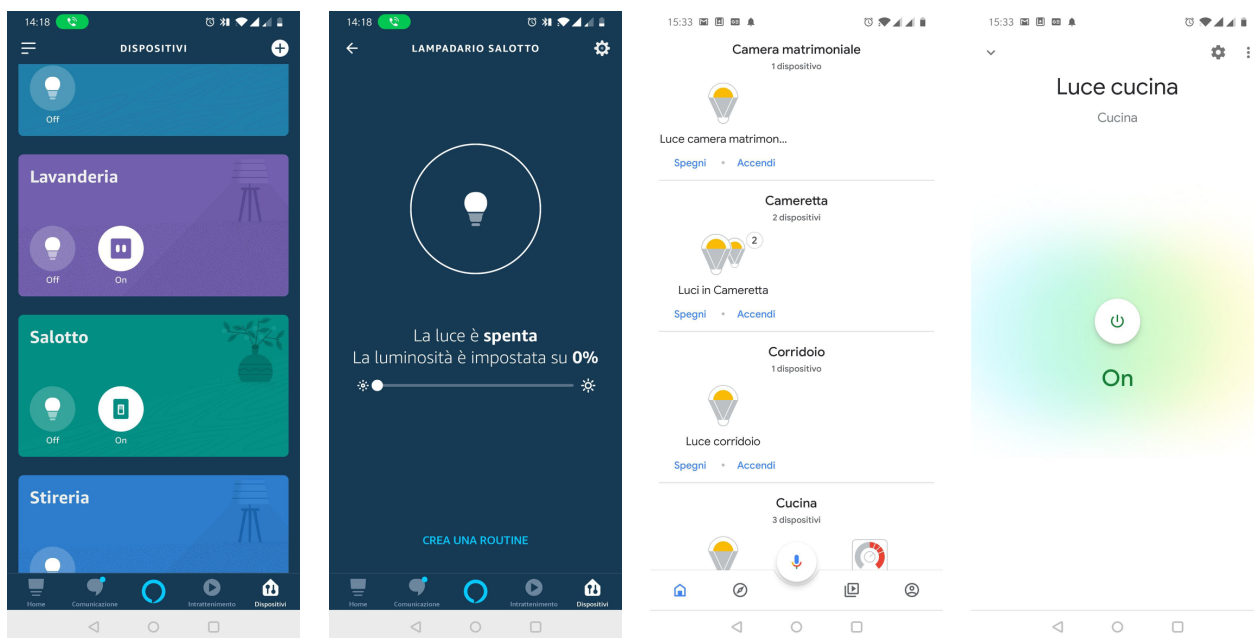 14:18
DISPOSITIVI
Off
Lavanderia
Off
On
Salotto
Off
On
Stireria
Home
Comunicazione
Intrattenimento
Dispositivi
14:18
LAMPADARIO SALOTTO
La luce è spenta
La luminosità è impostata su 0%
CREA UNA ROUTINE
Home
Comunicazione
Intrattenimento
Dispositivi
15:33
Camera matrimoniale
1 dispositivo
Luce camera matrimon...
Spegni • Accendi
Cameretta
2 dispositivi
2
Luci in Cameretta
Spegni • Accendi
Corridoio
1 dispositivo
Luce corridoio
Spegni • Accendi
Cucina
3 dispositivi
15:33
Luce cucina
Cucina
On